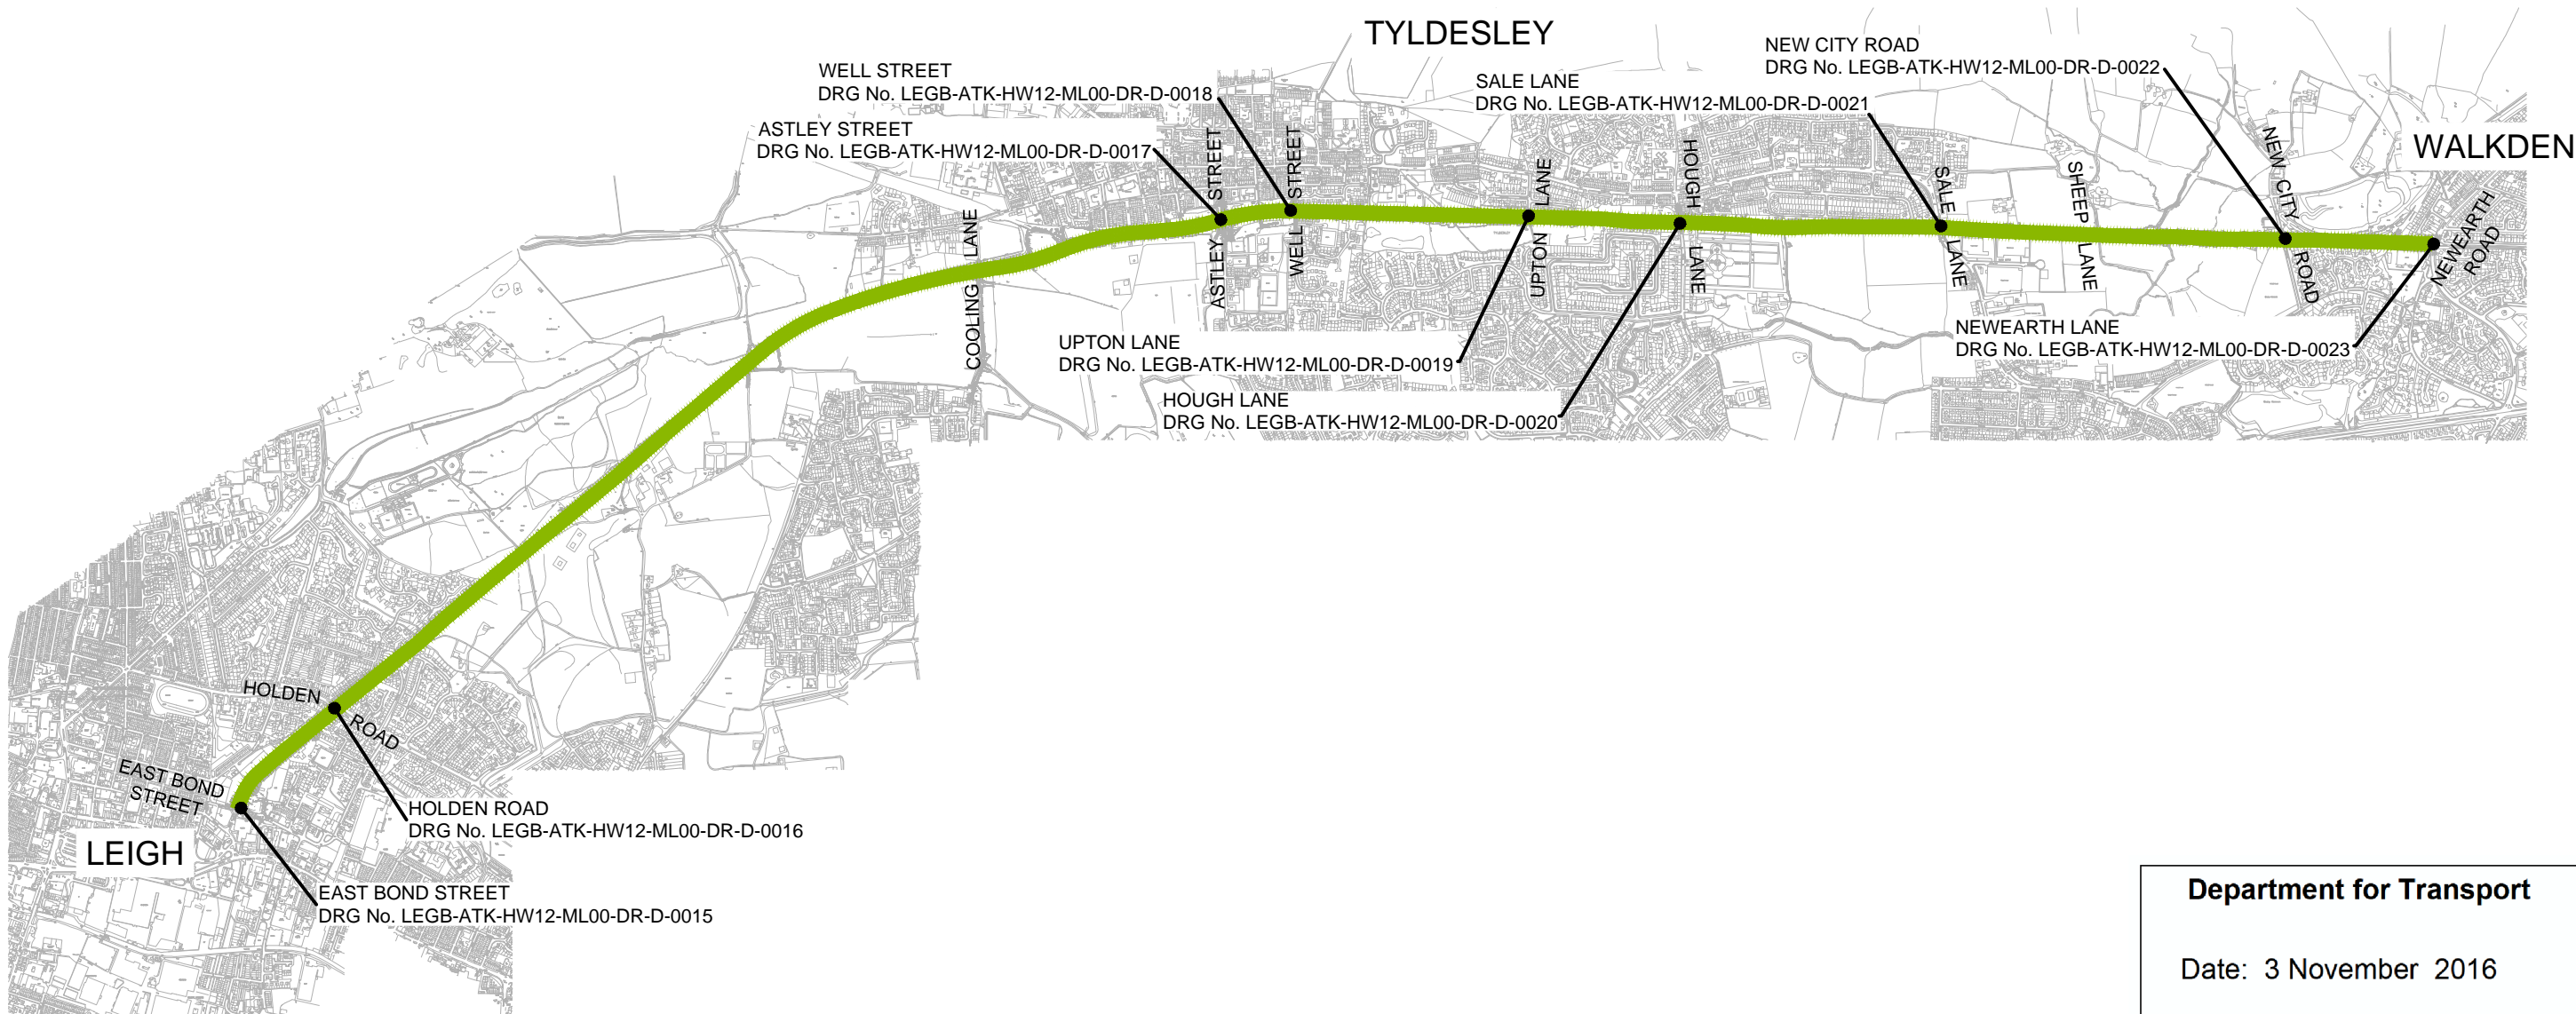 TYLDESLEY
NEW CITY ROAD
DRG No. LEGB-ATK-HW12-ML00-DR-D-0022
WELL STREET
DRG No. LEGB-ATK-HW12-ML00-DR-D-0018
SALE LANE
DRG No. LEGB-ATK-HW12-ML00-DR-D-0021
ASTLEY STREET
DRG No. LEGB-ATK-HW12-ML00-DR-D-0017
WALKDEN
ASTLEY STREET
WELL STREET
UPTON LANE
HOUGH LANE
SALE LANE
SHEEP LANE
NEW CITY ROAD
NEWEARTH
ROAD
COOLING LANE
UPTON LANE
DRG No. LEGB-ATK-HW12-ML00-DR-D-0019
NEWEARTH LANE
DRG No. LEGB-ATK-HW12-ML00-DR-D-0023
HOUGH LANE
DRG No. LEGB-ATK-HW12-ML00-DR-D-0020
HOLDEN ROAD
EAST BOND
STREET
HOLDEN ROAD
DRG No. LEGB-ATK-HW12-ML00-DR-D-0016
LEIGH
EAST BOND STREET
DRG No. LEGB-ATK-HW12-ML00-DR-D-0015
Department for Transport
Date: 3 November 2016